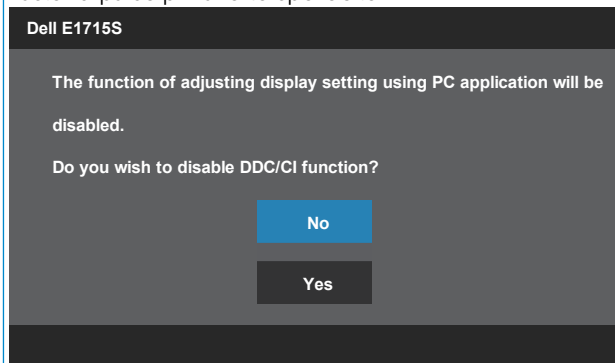 Dell E1715S
The function of adjusting display setting using PC application will be
disabled.
Do you wish to disable DDC/CI function?
No
Yes